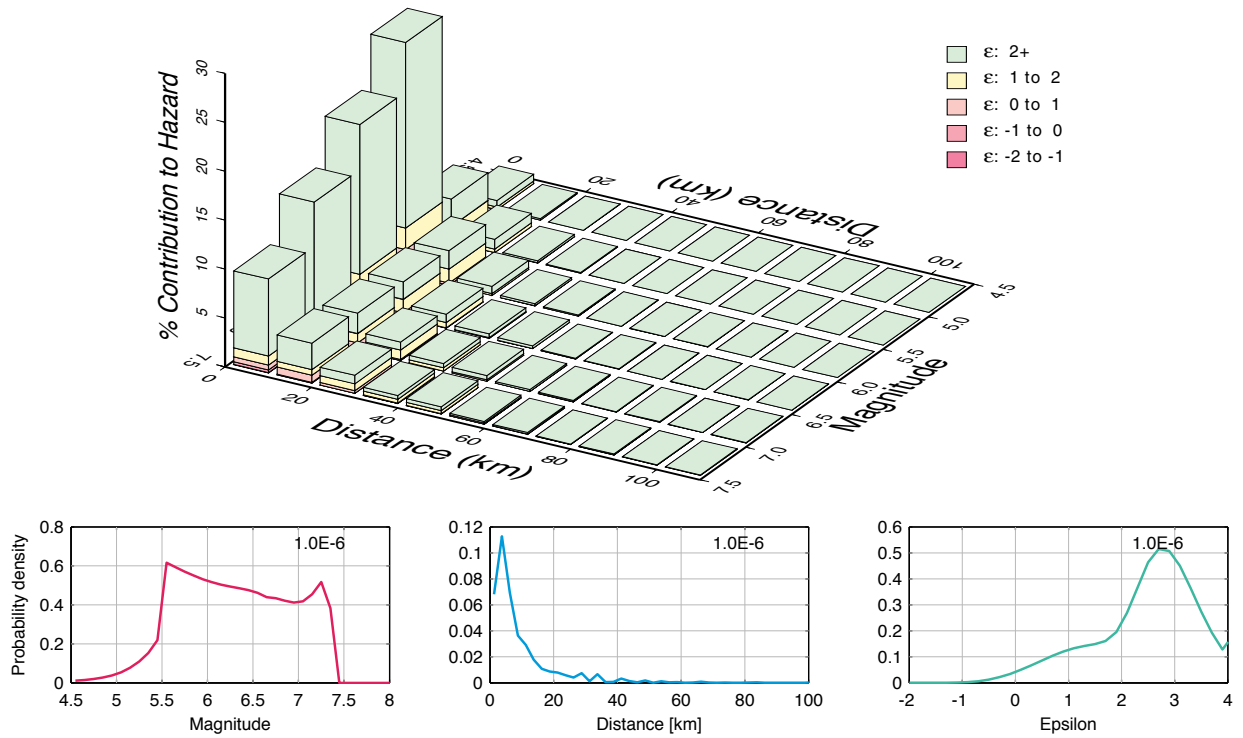 % Contribution to Hazard
30
25
20
15
10
5
0
20
40
60
80
100
Distance (km)
7.5
7.0
6.5
6.0
5.5
5.0
4.5
Magnitude
0
20
40
60
80
100
Distance (km)
ε: 2+
ε: 1 to 2
ε: 0 to 1
ε: -1 to 0
ε: -2 to -1
7.5
Probability density
0.8
0.6
0.4
0.2
0
1.0E-6
4.5 5 5.5 6 6.5 7 7.5 8
Magnitude
0.12
0.1
0.08
0.06
0.04
0.02
0
1.0E-6
0 20 40 60 80 100
Distance [km]
0.6
0.5
0.4
0.3
0.2
0.1
0
1.0E-6
-2 -1 0 1 2 3 4
Epsilon